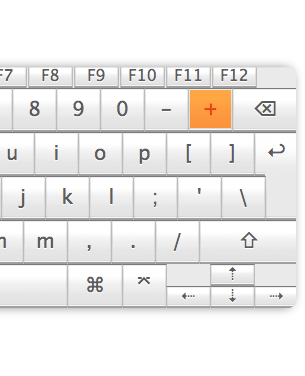 F7 F8 F9 F10 F11 F12
8 9 0 – + ⌫
u i o p [ ] ↩
j k l ; ' \
m , . / ⇧
⌘ ⌤ ⇡
⇠ ⇣ ⇢